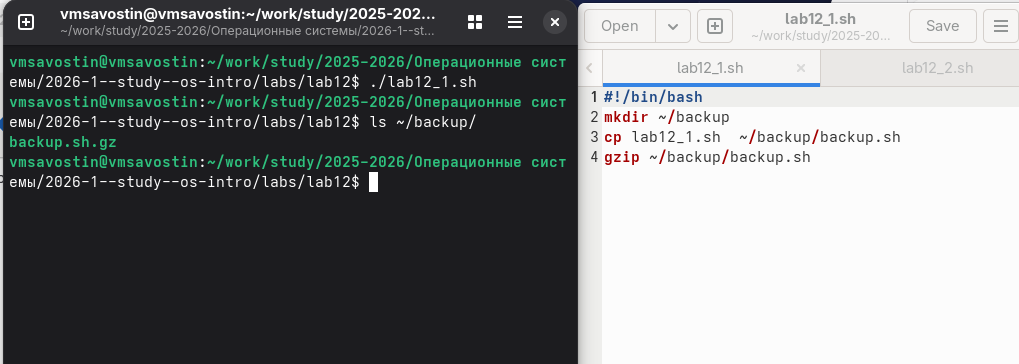 vmsavostin@vmsavostin:~/work/study/2025-202...
~/work/study/2025-2026/Операционные системы/2026-1--st...
vmsavostin@vmsavostin:~/work/study/2025-2026/Операционные сист
емы/2026-1--study--os-intro/labs/lab12$ ./lab12_1.sh
vmsavostin@vmsavostin:~/work/study/2025-2026/Операционные сист
емы/2026-1--study--os-intro/labs/lab12$ ls ~/backup/
backup.sh.gz
vmsavostin@vmsavostin:~/work/study/2025-2026/Операционные сист
емы/2026-1--study--os-intro/labs/lab12$
Open
lab12_1.sh
~/work/study/2025-20...
Save
lab12_1.sh
lab12_2.sh
1 #!/bin/bash
2 mkdir ~/backup
3 cp lab12_1.sh  ~/backup/backup.sh
4 gzip ~/backup/backup.sh